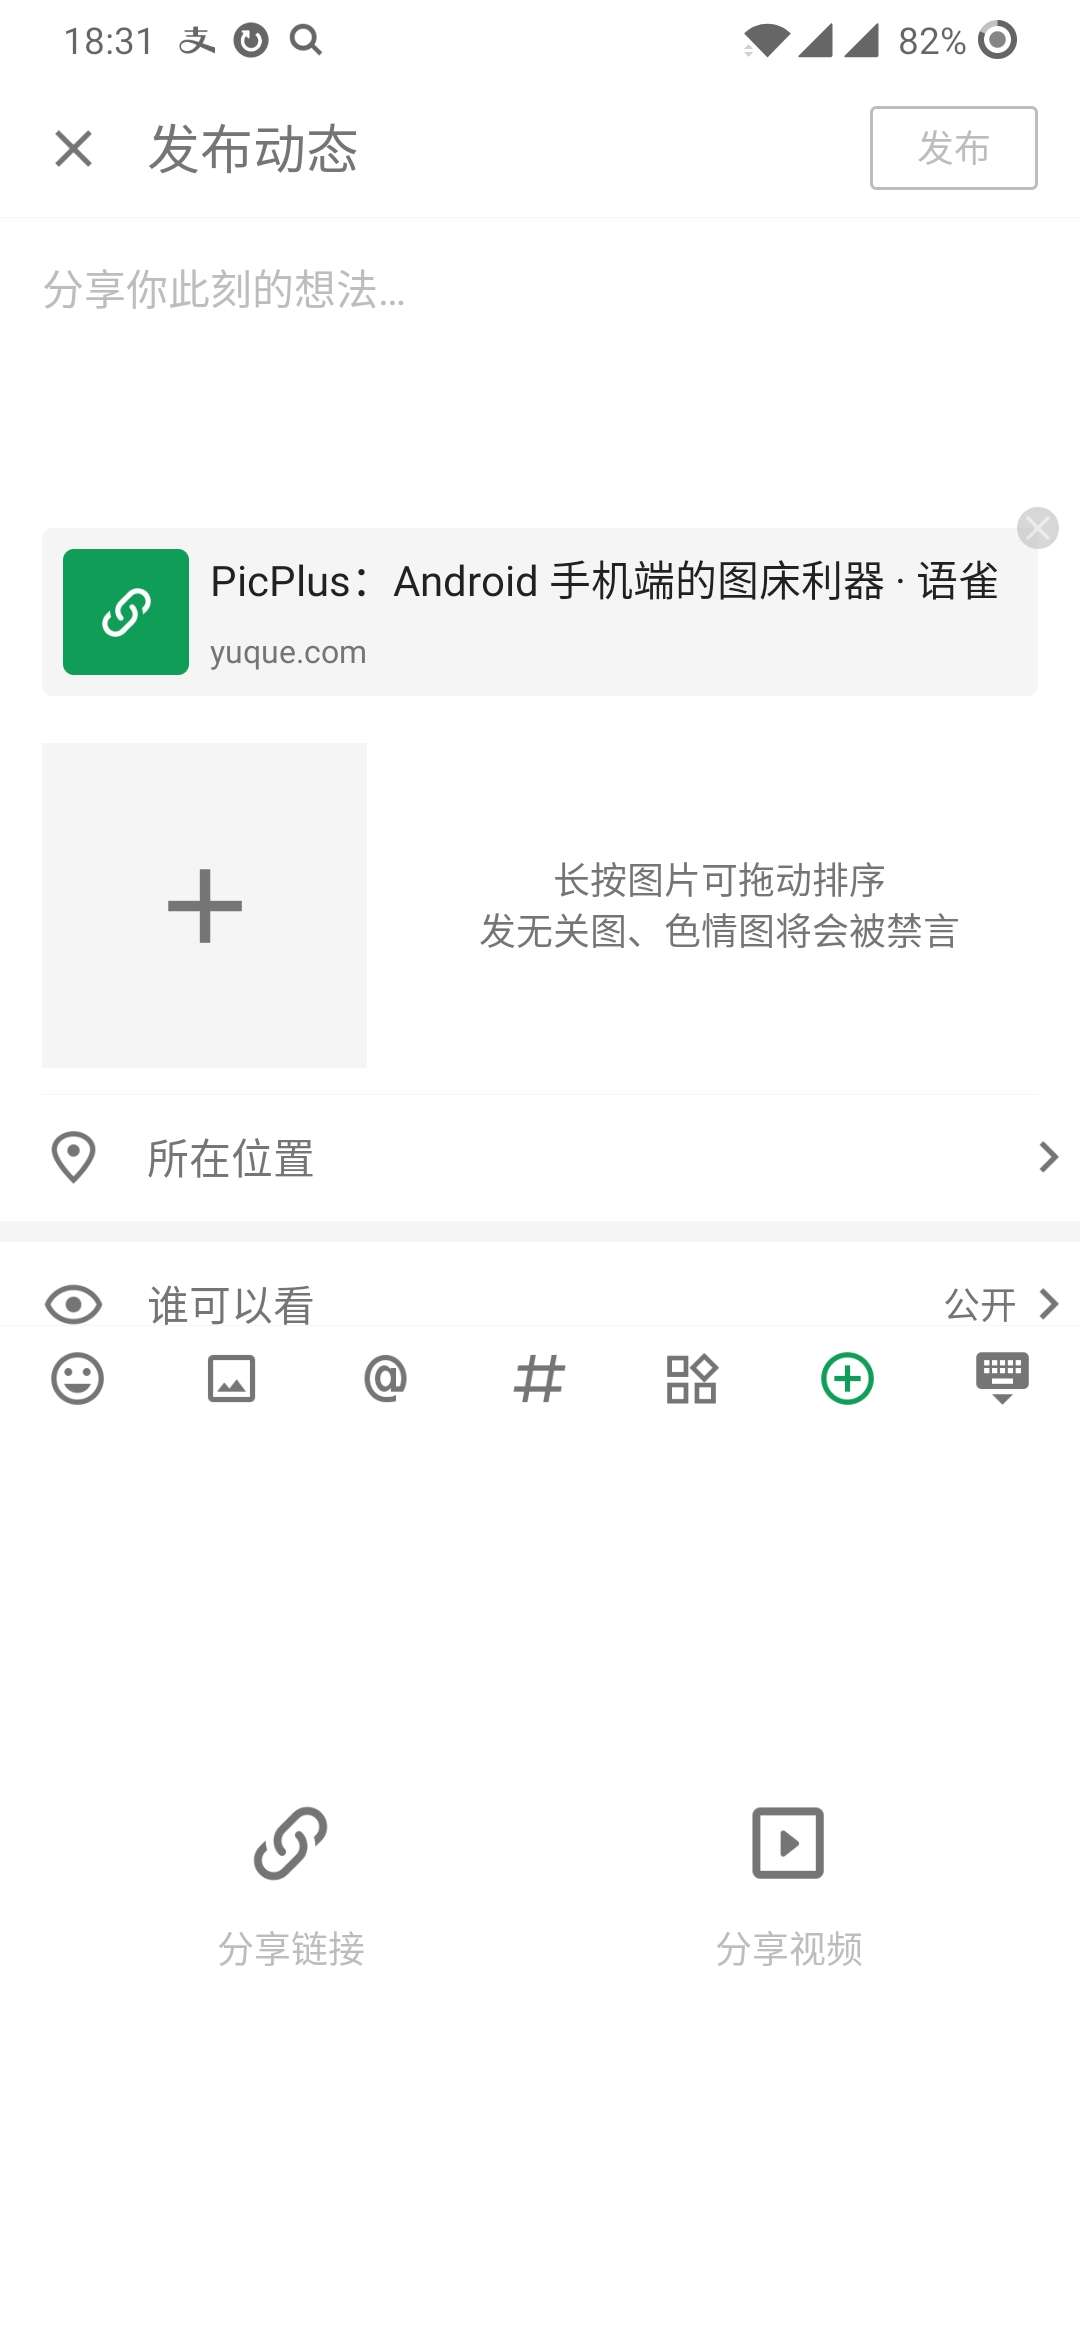 18:31
82%
发布动态
发布
分享你此刻的想法...
PicPlus：Android 手机端的图床利器 · 语雀
yuque.com
长按图片可拖动排序
发无关图、色情图将会被禁言
所在位置
谁可以看
公开
分享链接
分享视频